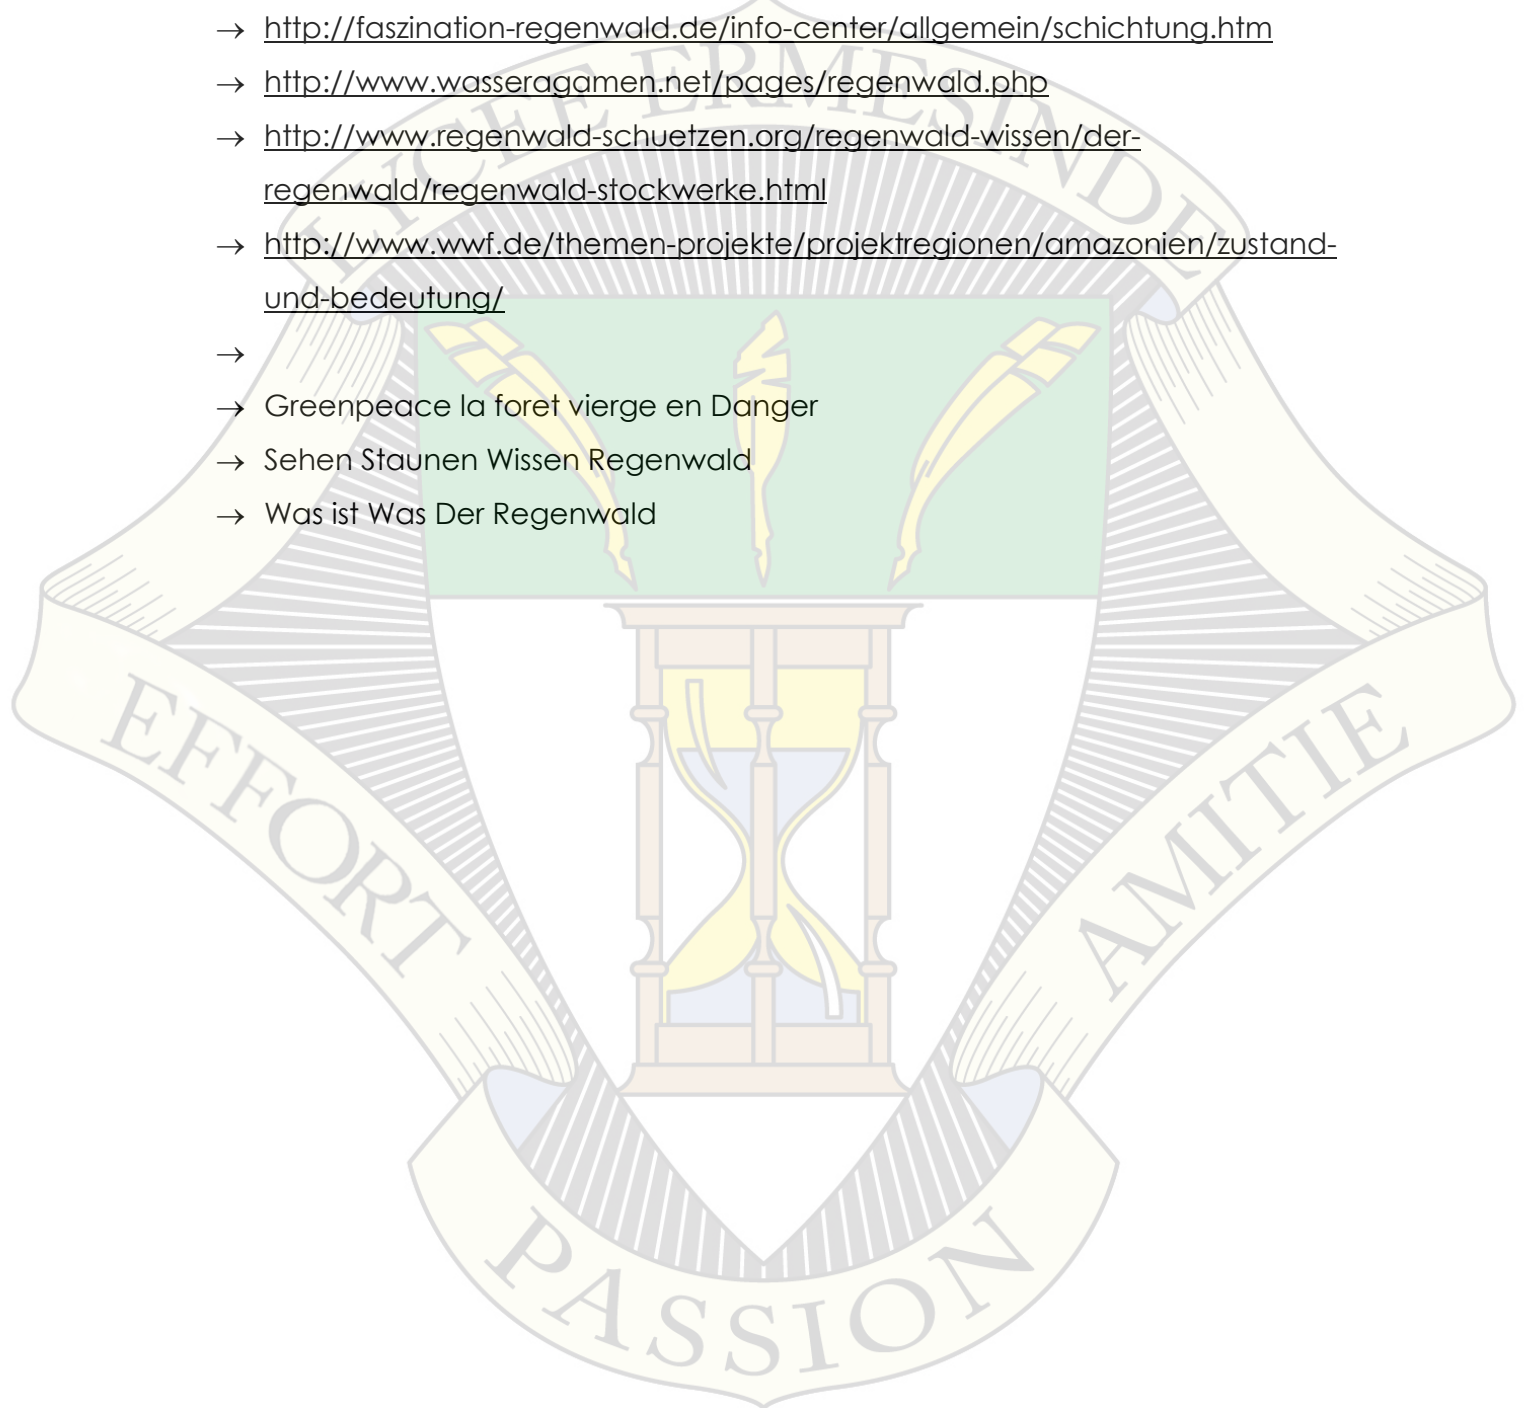 → http://faszination-regenwald.de/info-center/allgemein/schichtung.htm
→ http://www.wasseragamen.net/pages/regenwald.php
→ http://www.regenwald-schuetzen.org/regenwald-wissen/der-
regenwald/regenwald-stockwerke.html
→ http://www.wwf.de/themen-projekte/projektregionen/amazonien/zustand-
und-bedeutung/
→
→ Greenpeace la foret vierge en Danger
→ Sehen Staunen Wissen Regenwald
→ Was ist Was Der Regenwald
LYCEE ERMESINDE
EFFORT
AMITIE
PASSION